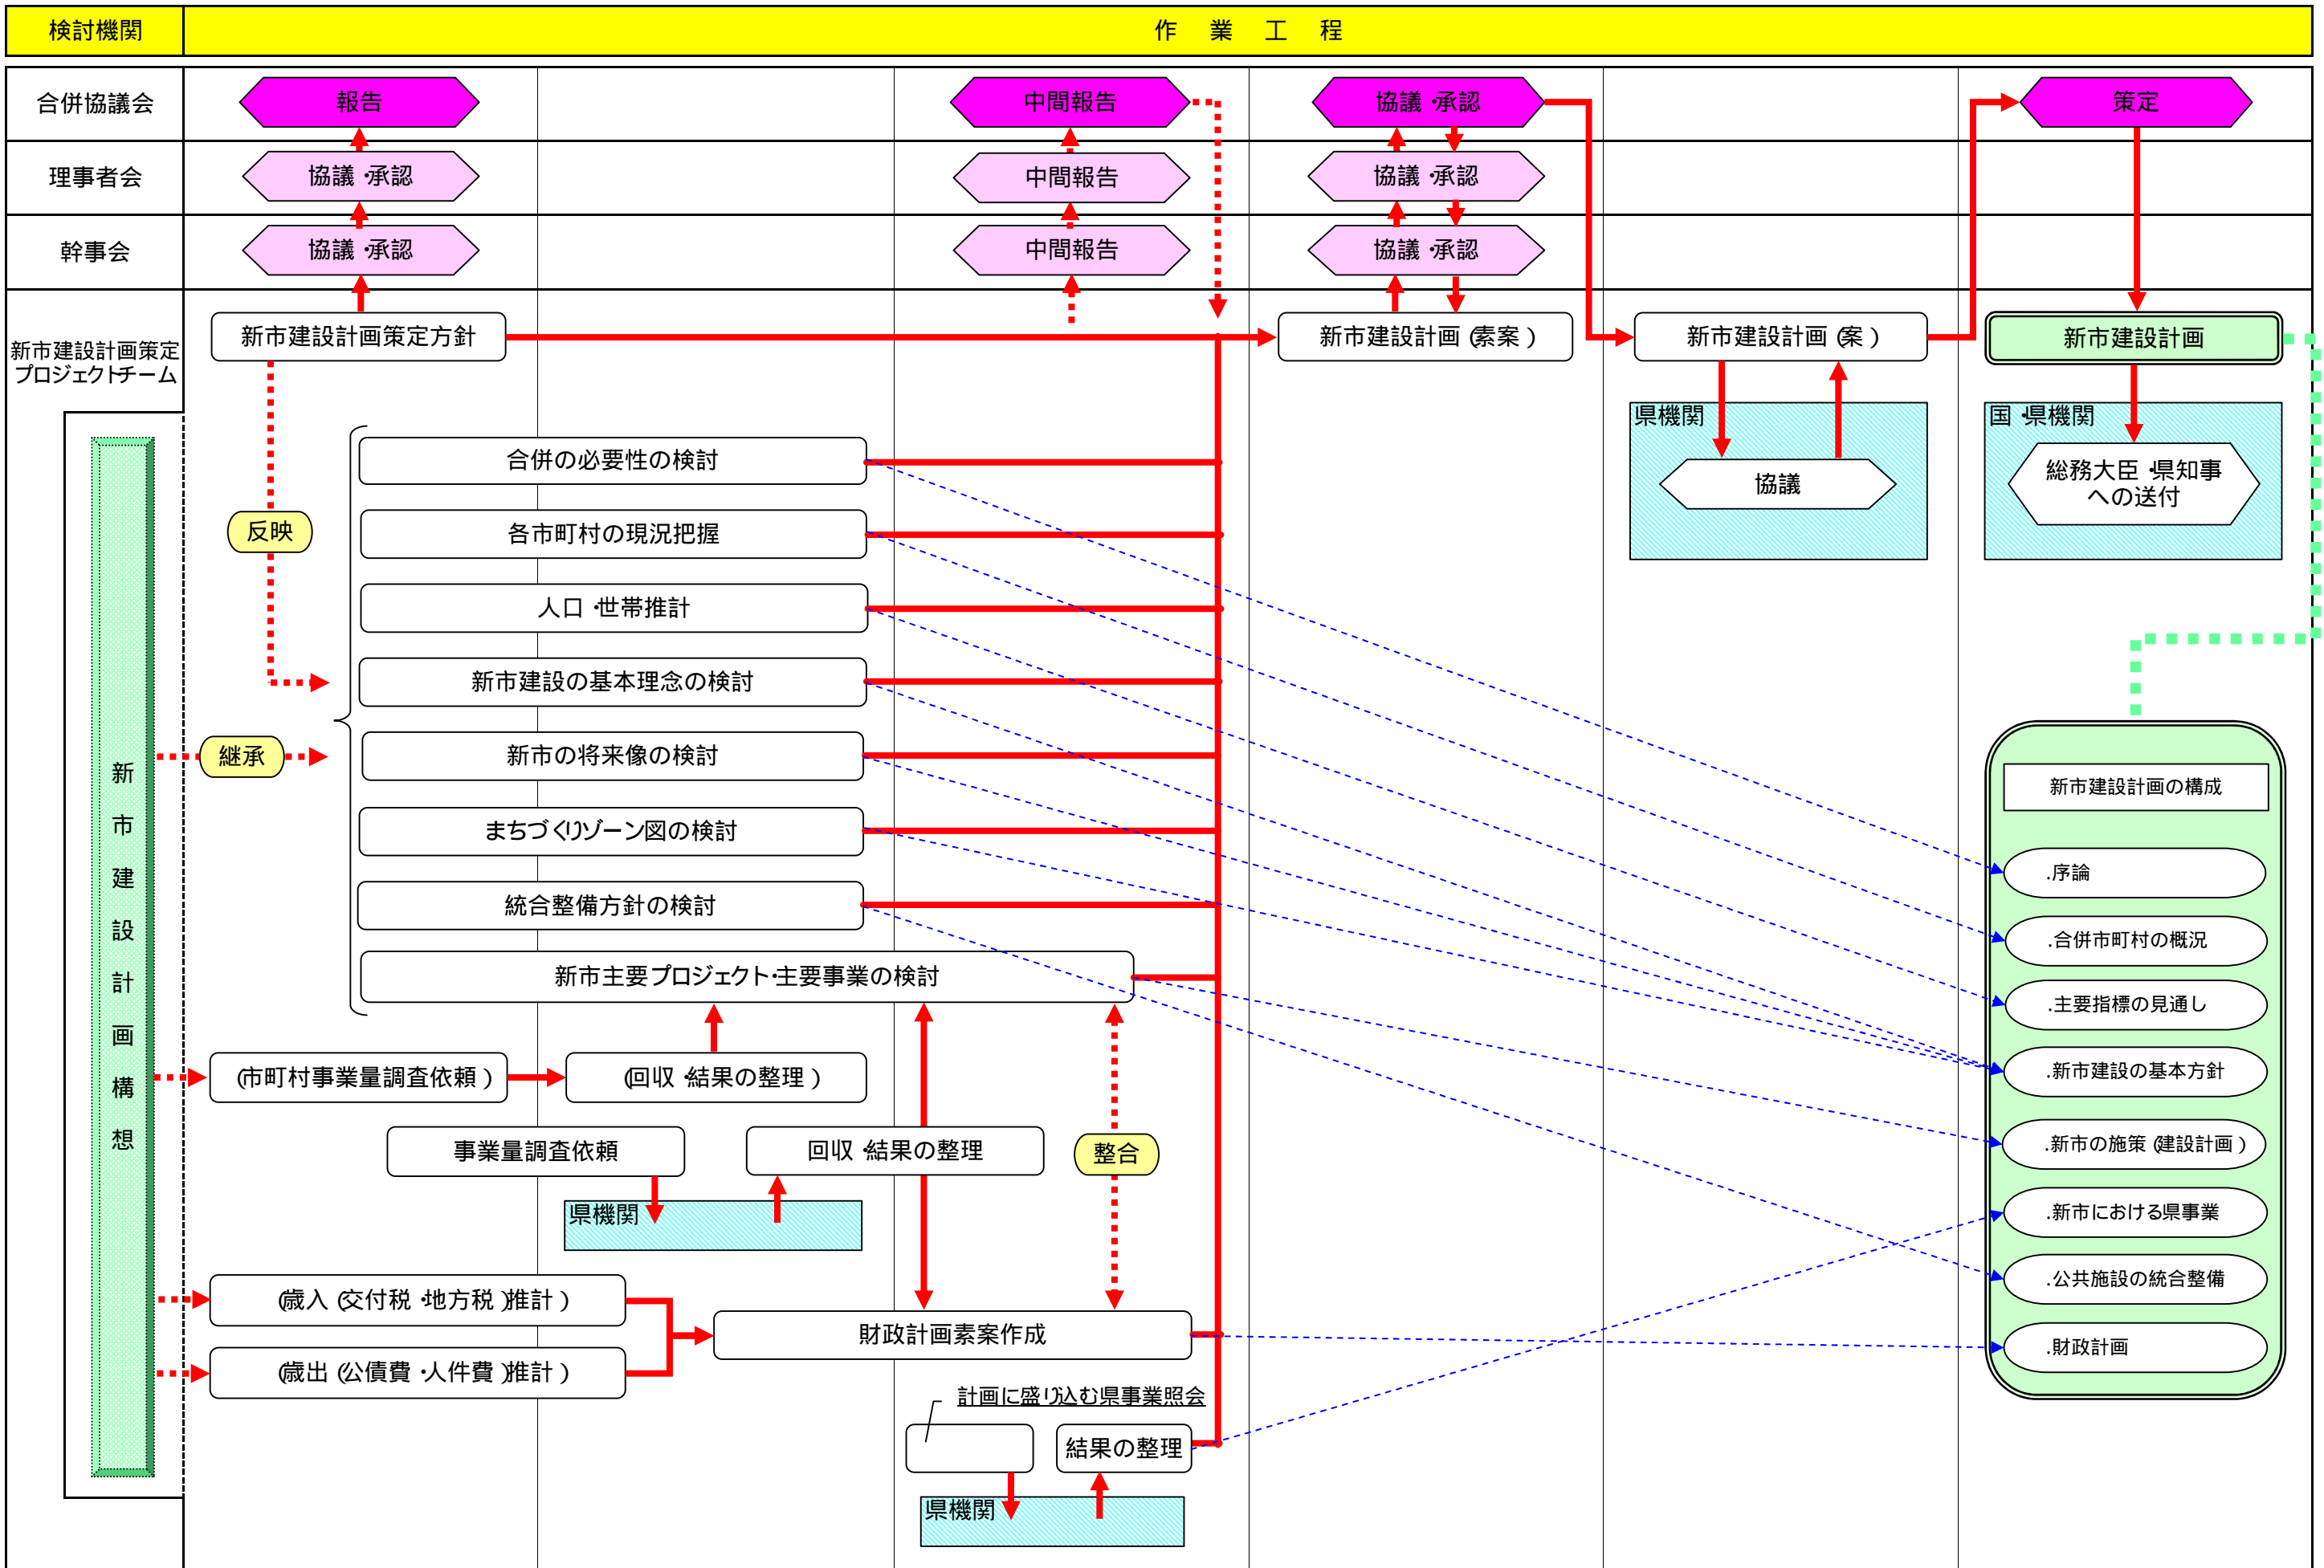 検討機関
作 業 工 程
合併協議会
報告
中間報告
協議・承認
策定
理事者会
協議・承認
中間報告
協議・承認
幹事会
協議・承認
中間報告
協議・承認
新市建設計画策定
プロジェクトチーム
新市建設計画策定方針
新市建設計画(素案)
新市建設計画(案)
新市建設計画
県機関
協議
国・県機関
総務大臣・県知事
への送付
反映
継承
新市建設計画構想
合併の必要性の検討
各市町村の現況把握
人口・世帯推計
新市建設の基本理念の検討
新市の将来像の検討
まちづくりゾーン図の検討
統合整備方針の検討
新市主要プロジェクト・主要事業の検討
(市町村事業量調査依頼)
(回収・結果の整理)
事業量調査依頼
回収・結果の整理
整合
県機関
(歳入(交付税・地方税)推計)
(歳出(公債費・人件費)推計)
財政計画素案作成
計画に盛り込む県事業照会
結果の整理
県機関
新市建設計画の構成
.序論
.合併市町村の概況
.主要指標の見通し
.新市建設の基本方針
.新市の施策(建設計画)
.新市における県事業
.公共施設の統合整備
.財政計画